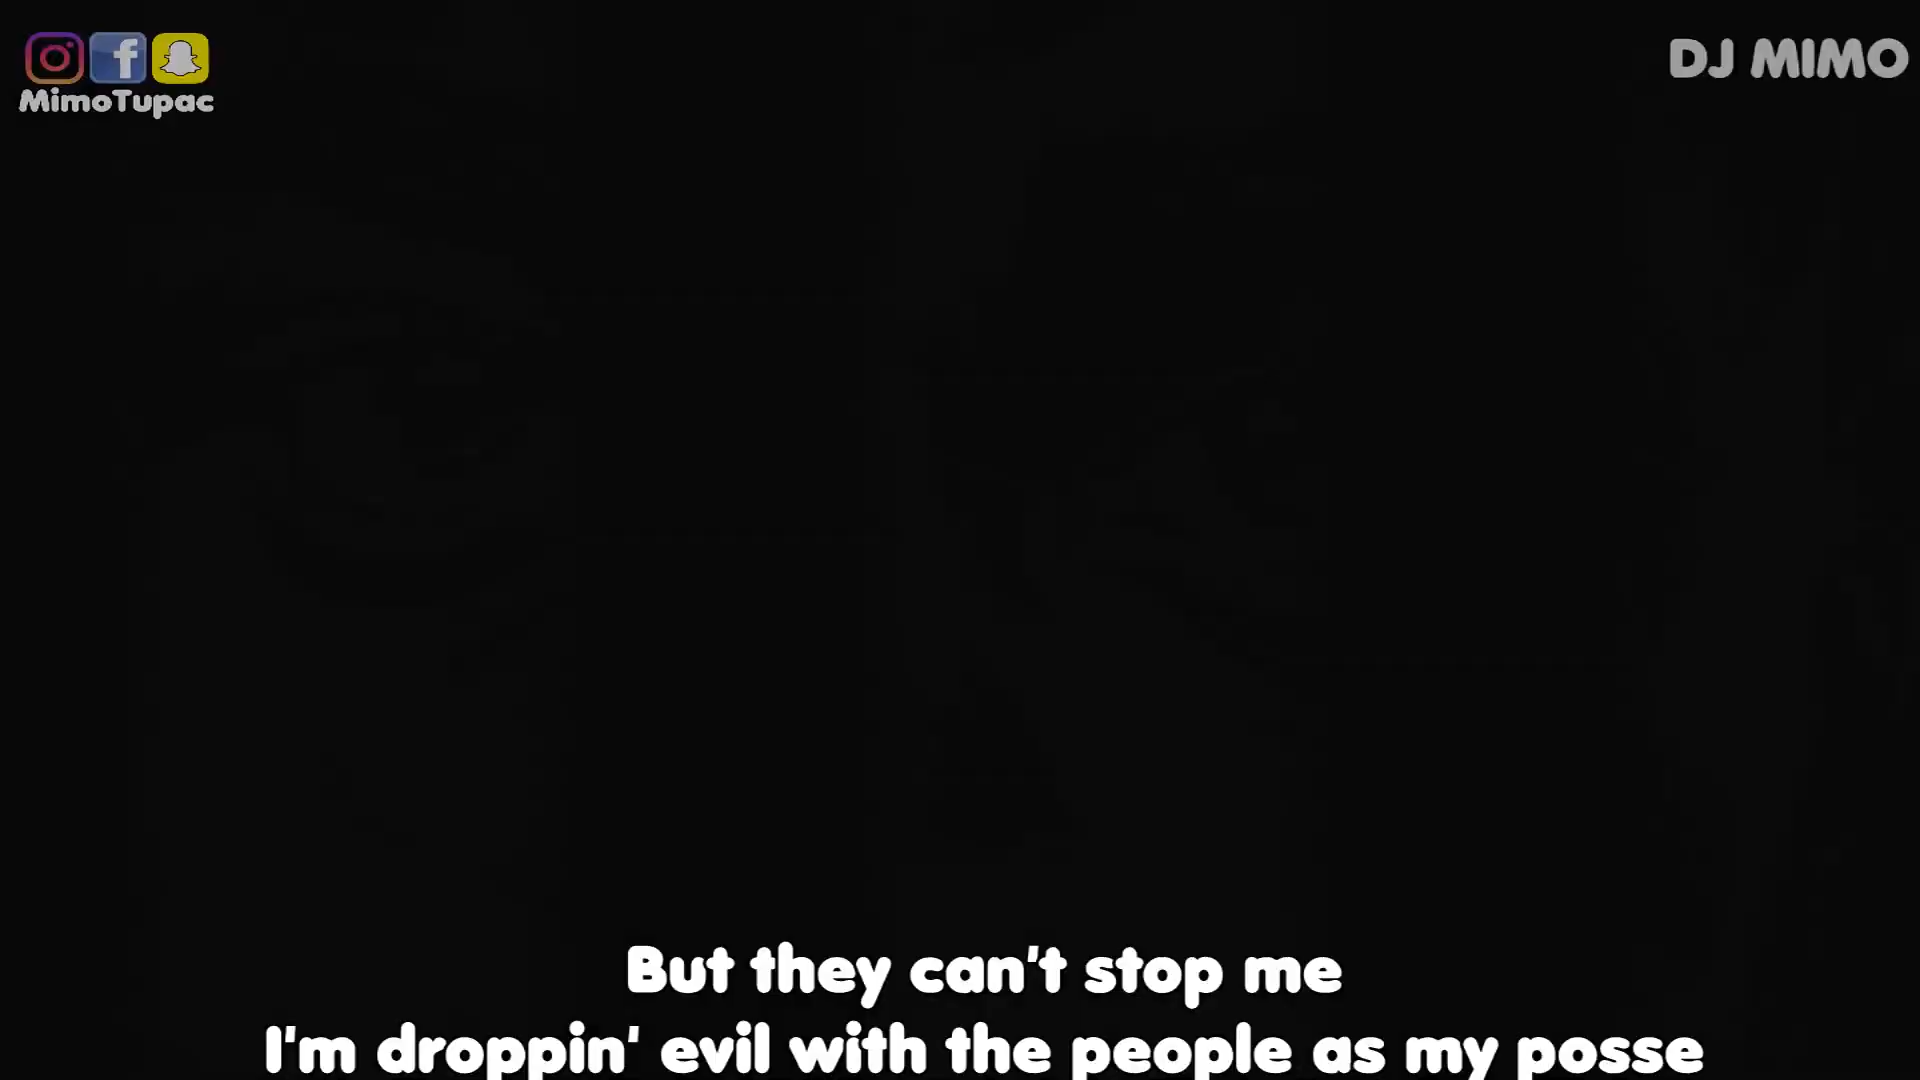 MimoTupac
DJ MIMO
But they can't stop me
I'm droppin' evil with the people as my posse